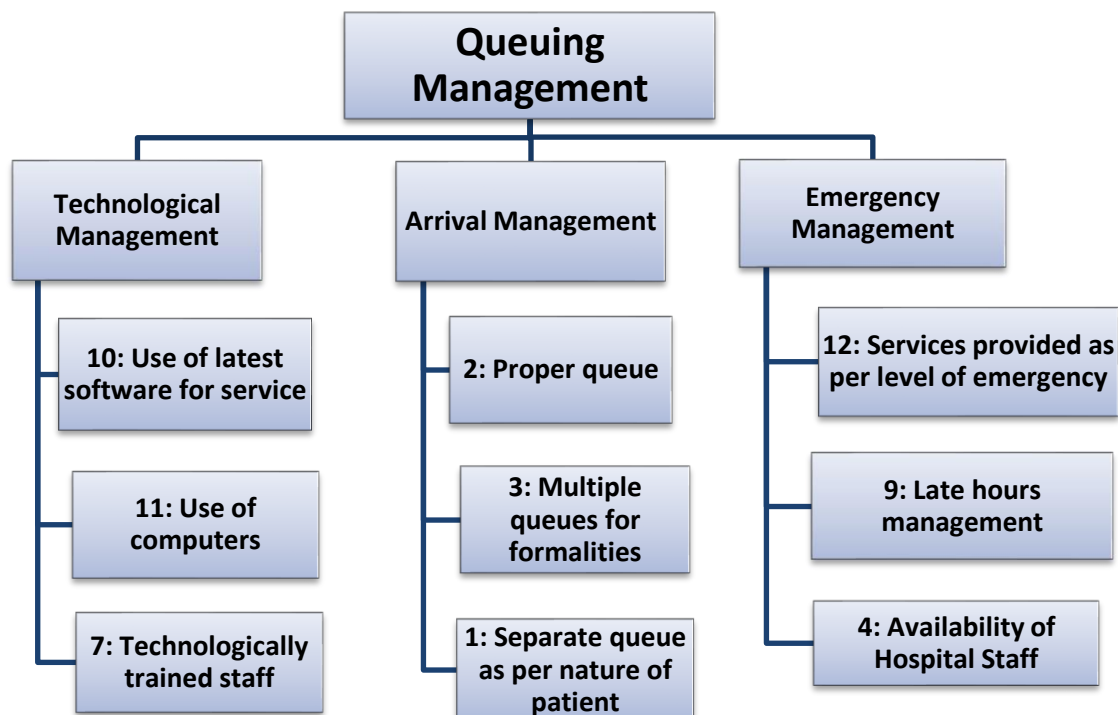 Queuing
Management
Technological
Management
10: Use of latest
software for service
11: Use of
computers
7: Technologically
trained staff
Arrival Management
2: Proper queue
3: Multiple
queues for
formalities
1: Separate queue
as per nature of
patient
Emergency
Management
12: Services provided as
per level of emergency
9: Late hours
management
4: Availability of
Hospital Staff